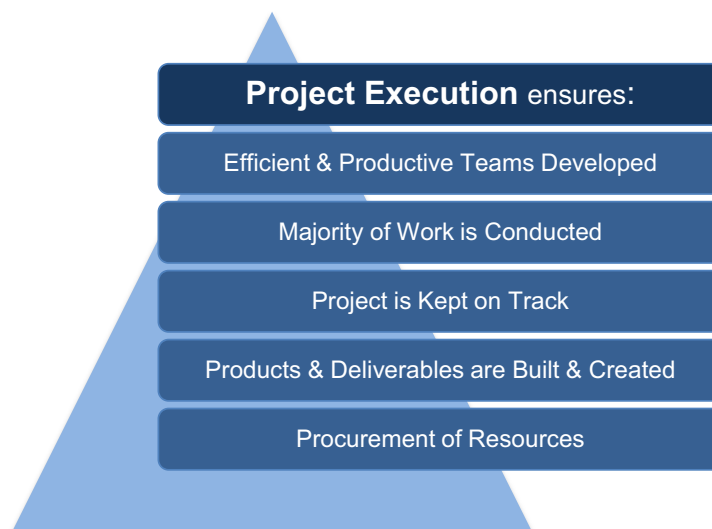 Project Execution ensures:
Efficient & Productive Teams Developed
Majority of Work is Conducted
Project is Kept on Track
Products & Deliverables are Built & Created
Procurement of Resources